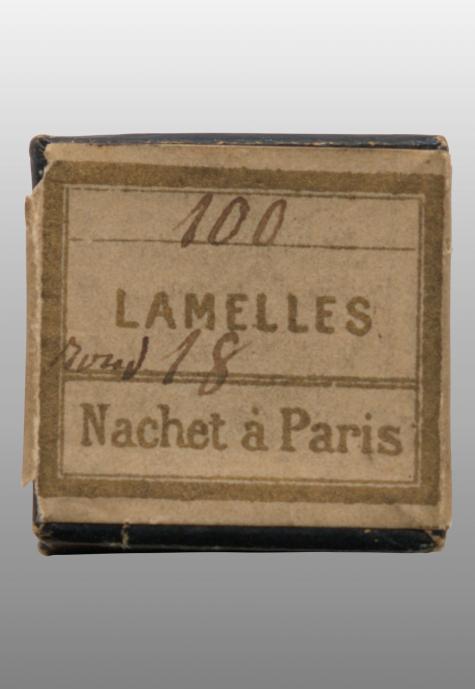 100
LAMELLES
rond 18
Nachet à Paris